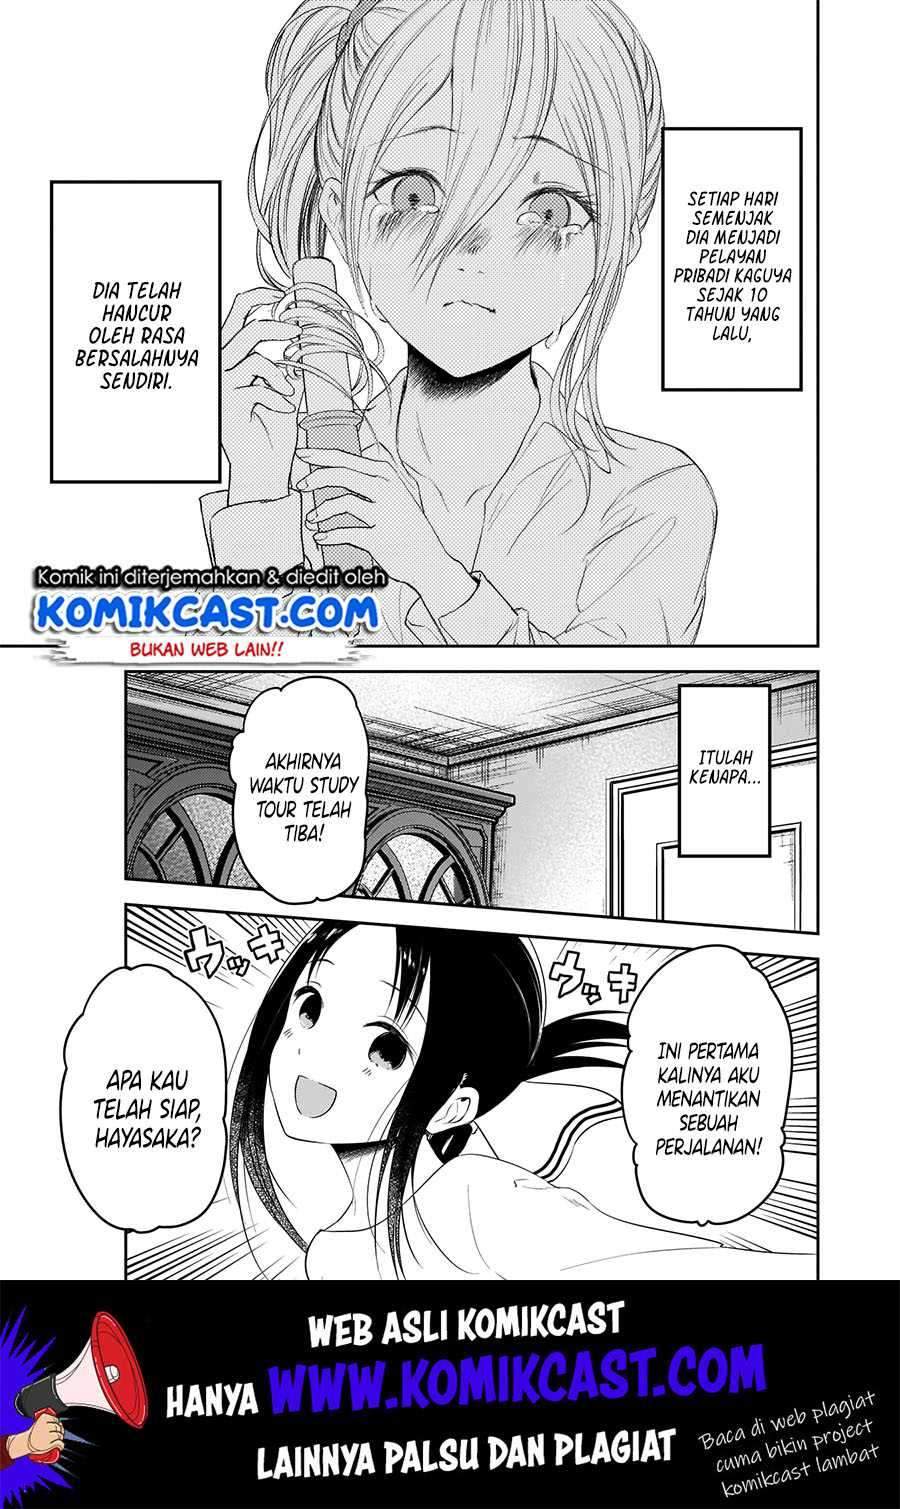 SETIAP HARI
SEMENJAK
DIA MENJADI
PELAYAN
PRIBADI KAGUYA
SEJAK 10
TAHUN YANG
LALU,
DIA TELAH
HANCUR
OLEH RASA
BERSALAHNYA
SENDIRI.
Komik ini diterjemahkan & diedit oleh
KOMIKCAST.COM
BUKAN WEB LAIN!!
ITULAH
KENAPA...
AKHIRNYA
WAKTU STUDY
TOUR TELAH
TIBA!
ウッキ
ウッキ
INI PERTAMA
KALINYA AKU
MENANTIKAN
SEBUAH
PERJALANAN!
APA KAU
TELAH SIAP,
HAYASAKA?
WEB ASLI KOMIKCAST
HANYA WWW.KOMIKCAST.COM
LAINNYA PALSU DAN PLAGIAT
Baca di web plagiat
cuma bikin project
komikcast lambat